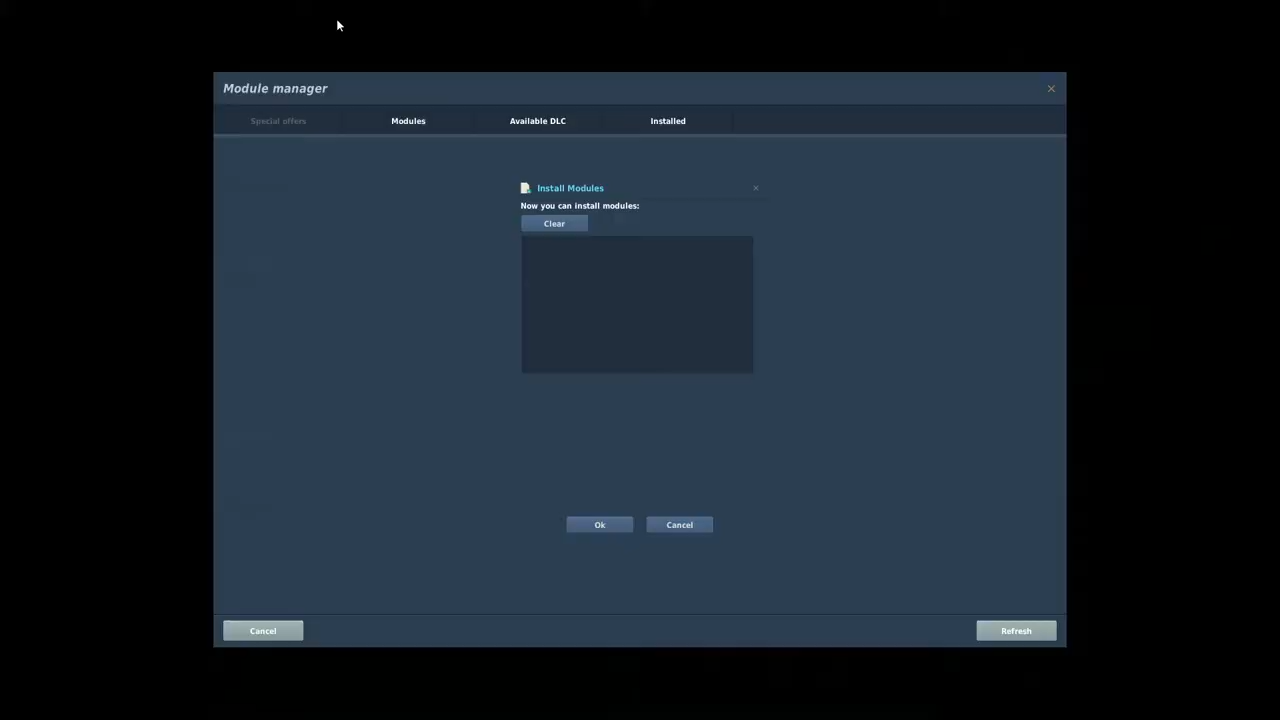 Module manager
Special offers Modules Available DLC Installed
Install Modules
Now you can install modules:
Clear
Ok Cancel
Cancel Refresh